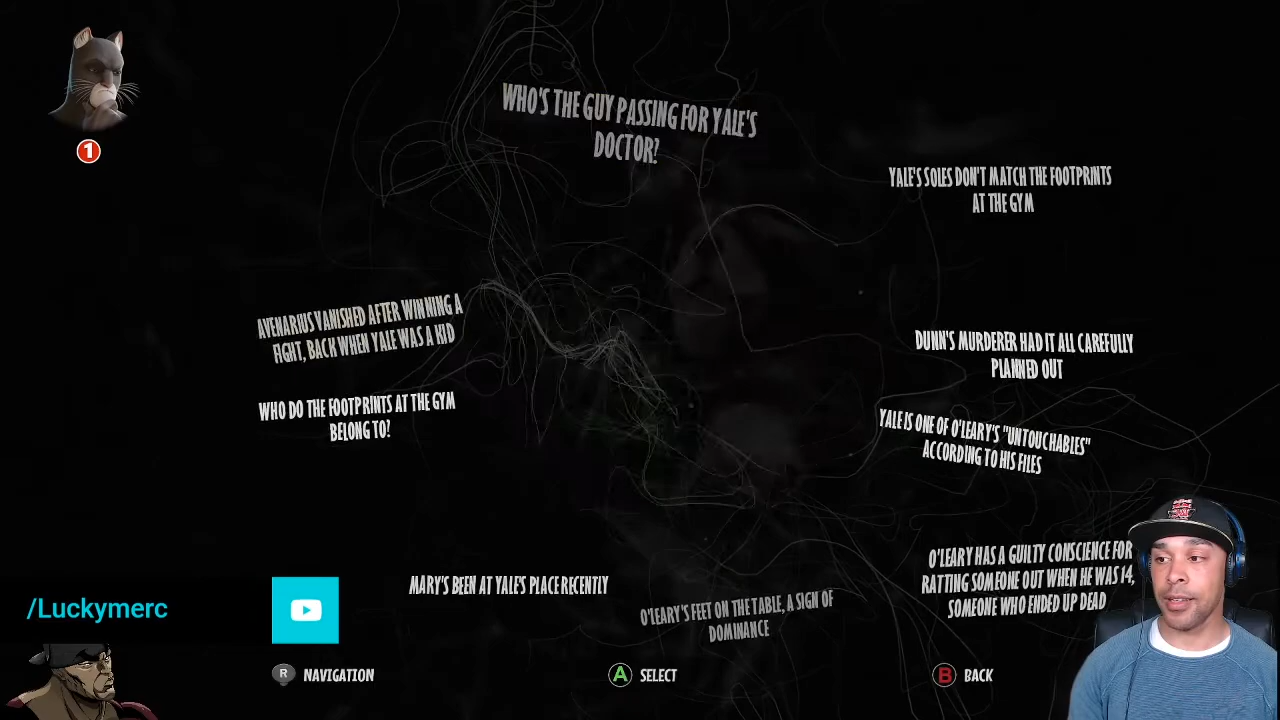 1
WHO'S THE GUY PASSING FOR YALE'S
DOCTOR?
YALE'S SOLES DON'T MATCH THE FOOTPRINTS
AT THE GYM
AVENARIUS VANISHED AFTER WINNING A
FIGHT, BACK WHEN YALE WAS A KID
DUNN'S MURDERER HAD IT ALL CAREFULLY
PLANNED OUT
WHO DO THE FOOTPRINTS AT THE GYM
BELONG TO?
YALE IS ONE OF O'LEARY'S "UNTOUCHABLES"
ACCORDING TO HIS FILES
O'LEARY HAS A GUILTY CONSCIENCE FOR
RATTING SOMEONE OUT WHEN HE WAS 14,
SOMEONE WHO ENDED UP DEAD
MARY'S BEEN AT YALE'S PLACE RECENTLY
O'LEARY'S FEET ON THE TABLE, A SIGN OF
DOMINANCE
/Luckymerc
R NAVIGATION
A SELECT
B BACK